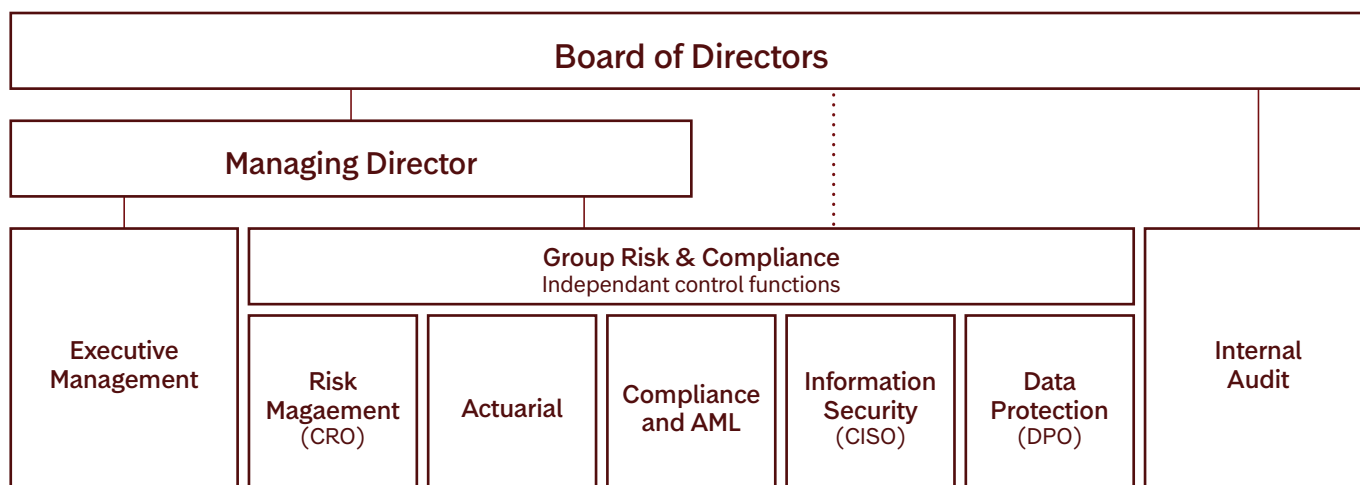 Board of Directors
Managing Director
Group Risk & Compliance
Independant control functions
Executive
Management
Risk
Magaement
(CRO)
Actuarial
Compliance
and AML
Information
Security
(CISO)
Data
Protection
(DPO)
Internal
Audit